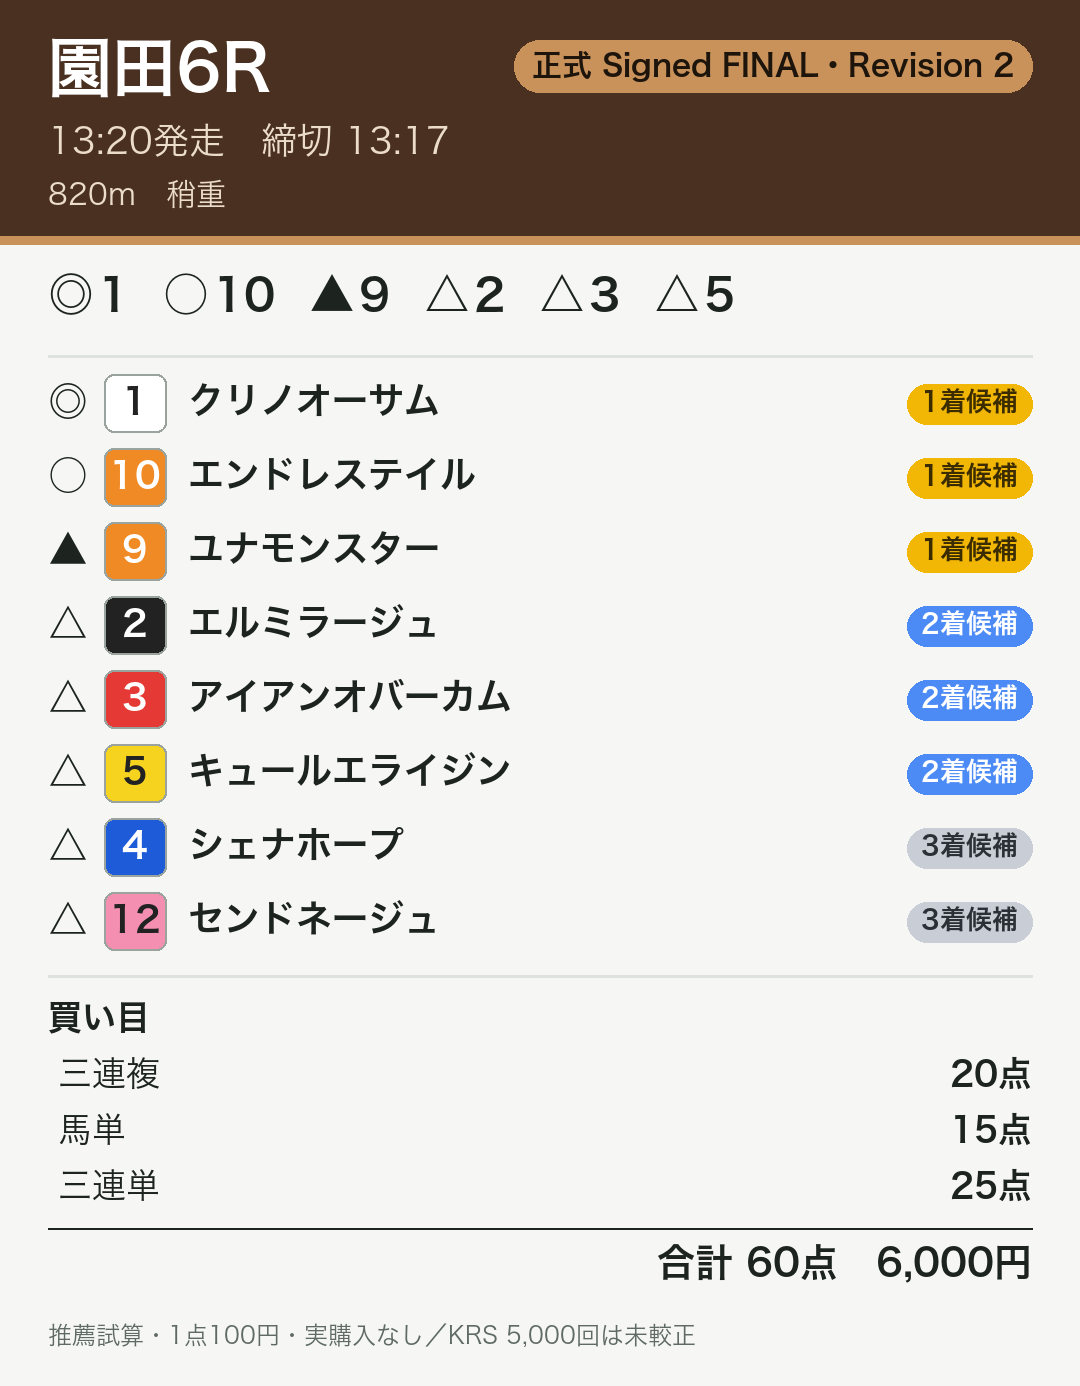 園田6R
正式 Signed FINAL・Revision 2
13:20発走　締切 13:17
820m　稍重
◎1 ○10 ▲9 △2 △3 △5
◎ 1 クリノオーサム 1着候補
○ 10 エンドレステイル 1着候補
▲ 9 ユナモンスター 1着候補
△ 2 エルミラージュ 2着候補
△ 3 アイアンオバーカム 2着候補
△ 5 キュールエライジン 2着候補
△ 4 シェナホープ 3着候補
△ 12 センドネージュ 3着候補
買い目
三連複 20点
馬単 15点
三連単 25点
合計 60点　6,000円
推薦試算・1点100円・実購入なし／KRS 5,000回は未較正